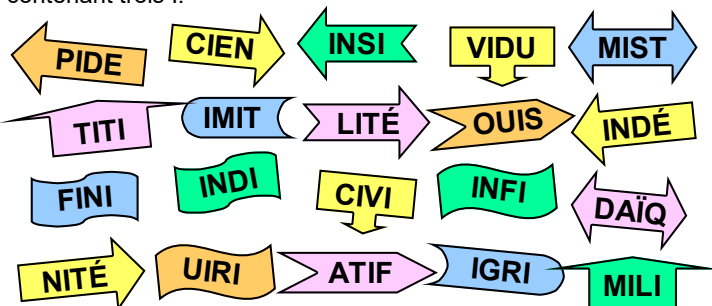 contenant trois i.
PIDE CIEN INSI VIDU MIST
TITI IMIT LITÉ OUIS INDÉ
FINI INDI CIVI INFI DAÏQ
NITÉ UIRI ATIF IGRI MILI